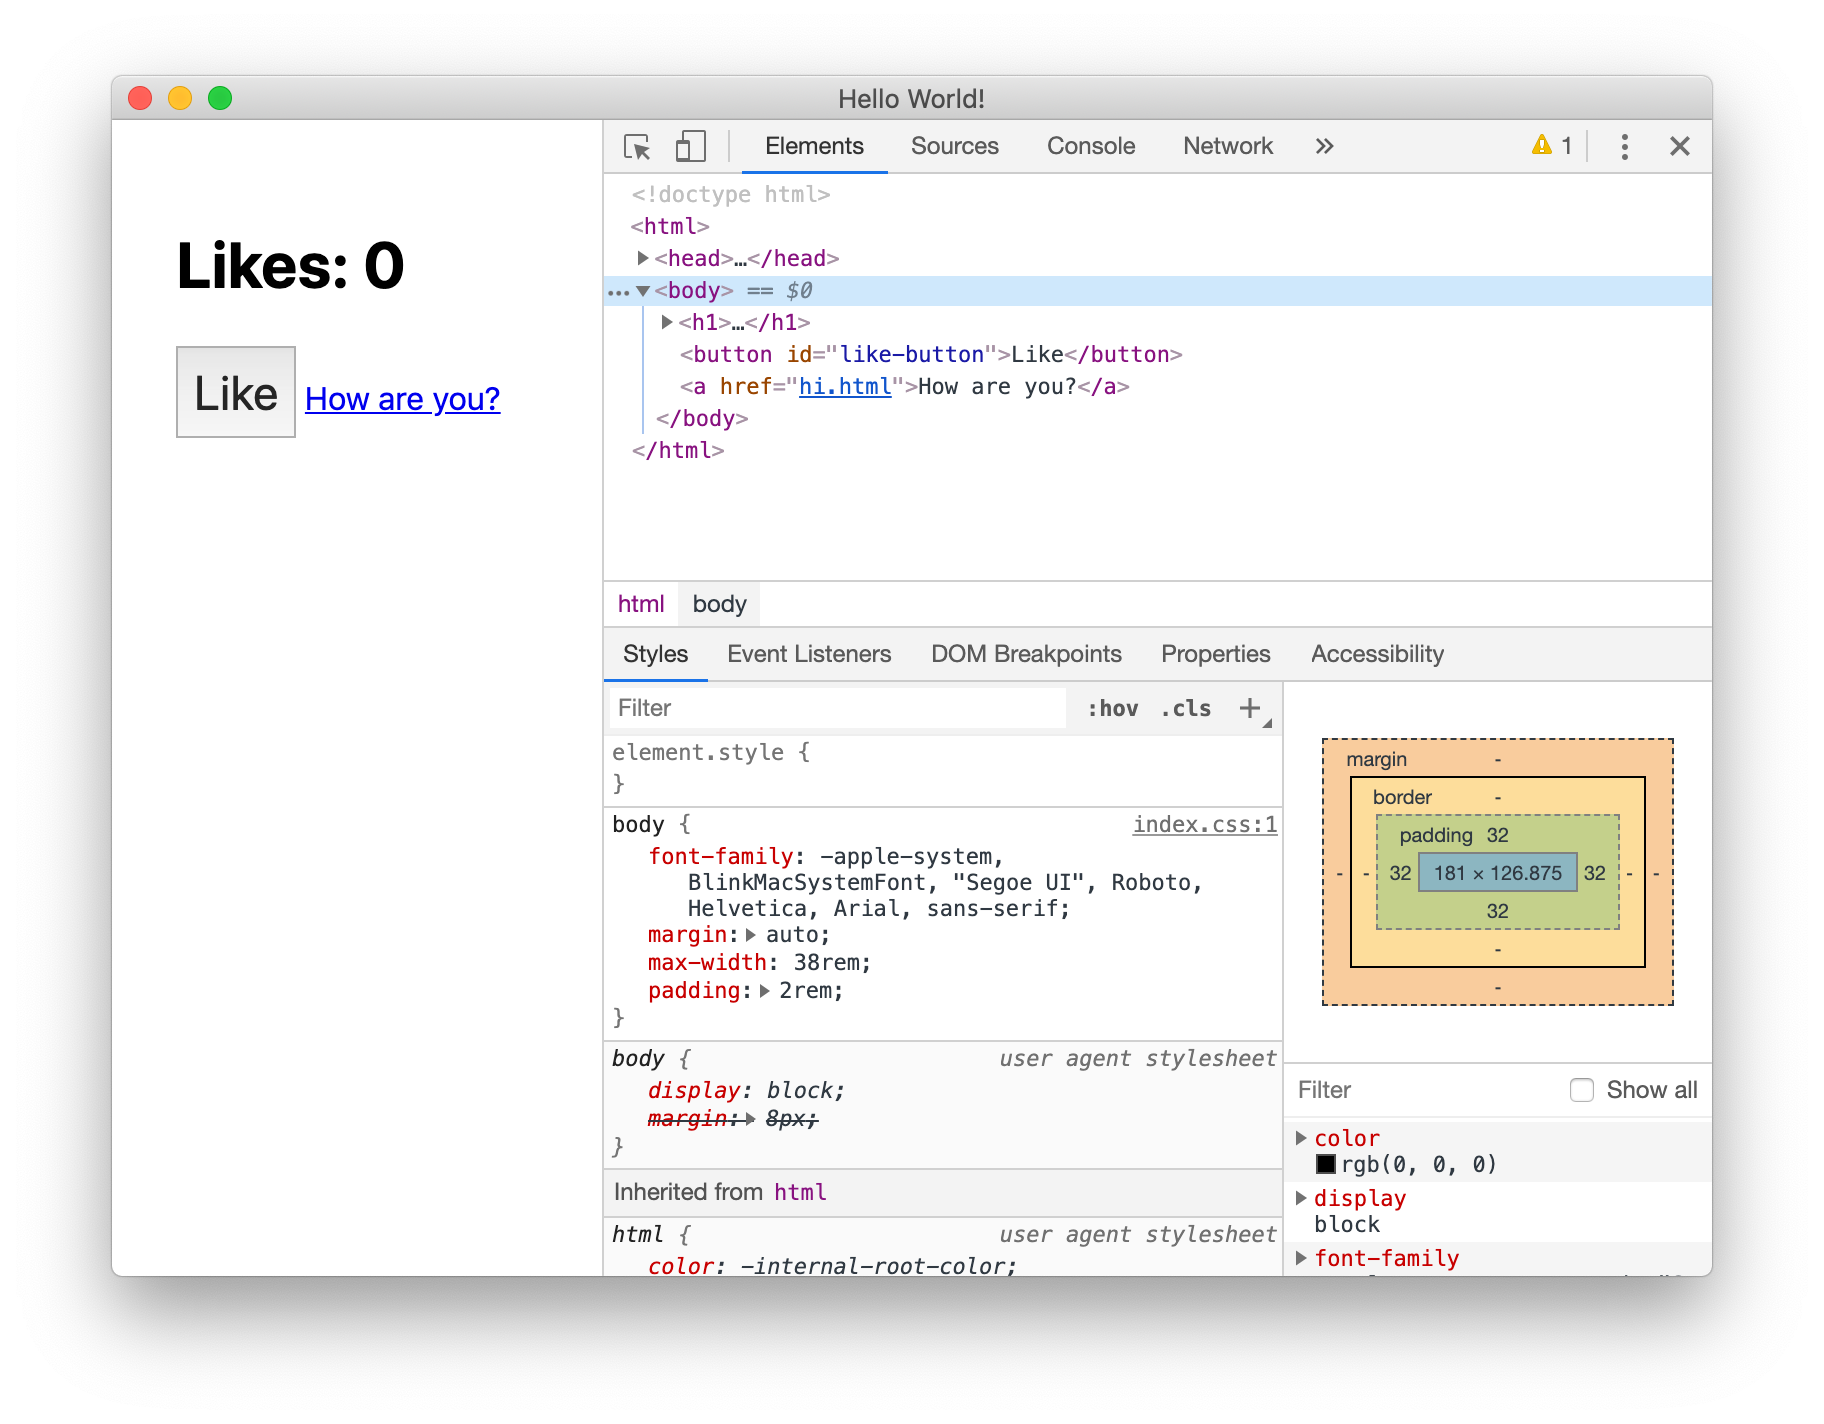 Hello World!
Likes: 0
Like How are you?
Elements Sources Console Network » 1
<!doctype html>
<html>
<head>…</head>
<body> == $0
<h1>…</h1>
<button id="like-button">Like</button>
<a href="hi.html">How are you?</a>
</body>
</html>
html body
Styles Event Listeners DOM Breakpoints Properties Accessibility
Filter :hov .cls +
element.style {
}
body { index.css:1
font-family: -apple-system,
BlinkMacSystemFont, "Segoe UI", Roboto,
Helvetica, Arial, sans-serif;
margin: auto;
max-width: 38rem;
padding: 2rem;
}
body { user agent stylesheet
display: block;
margin: 8px;
}
Inherited from html
html { user agent stylesheet
color: -internal-root-color;
margin -
border -
padding 32
- - 32 181 × 126.875 32 - -
32
-
-
Filter Show all
color
rgb(0, 0, 0)
display
block
font-family